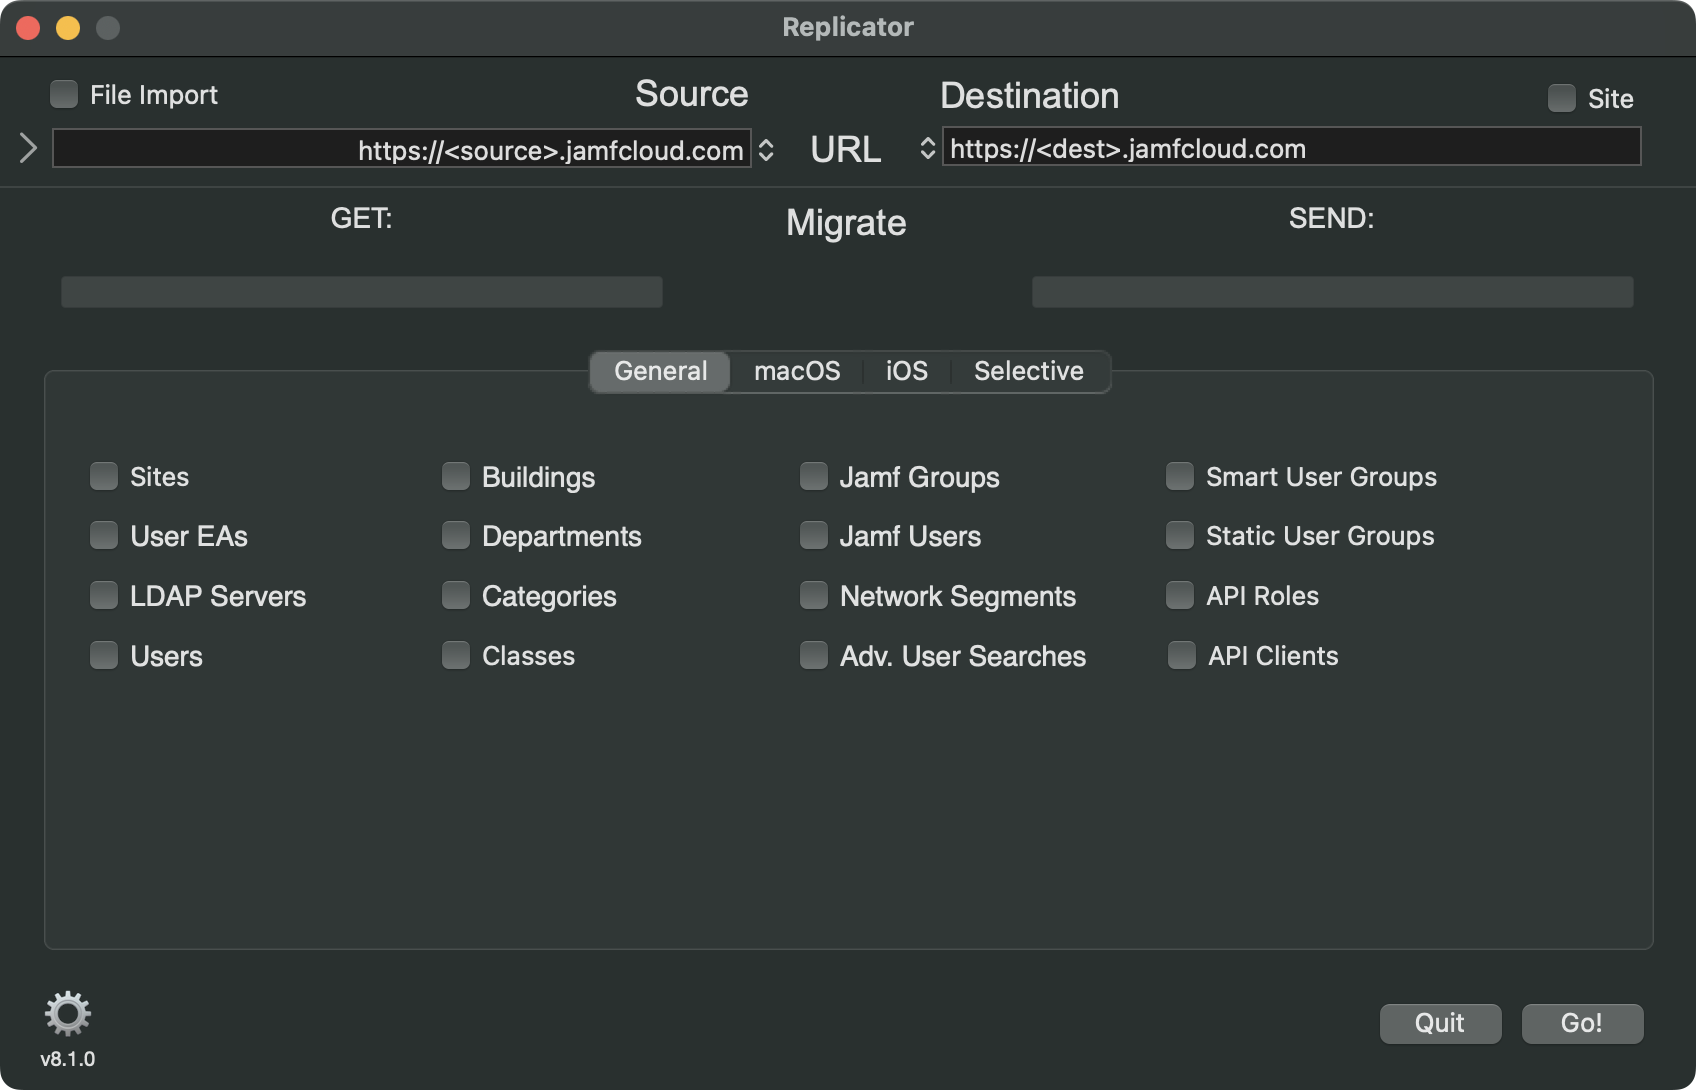 Replicator
File Import
Source
Destination
Site
https://<source>.jamfcloud.com
URL
https://<dest>.jamfcloud.com
GET:
Migrate
SEND:
General
macOS
iOS
Selective
Sites
Buildings
Jamf Groups
Smart User Groups
User EAs
Departments
Jamf Users
Static User Groups
LDAP Servers
Categories
Network Segments
API Roles
Users
Classes
Adv. User Searches
API Clients
v8.1.0
Quit
Go!